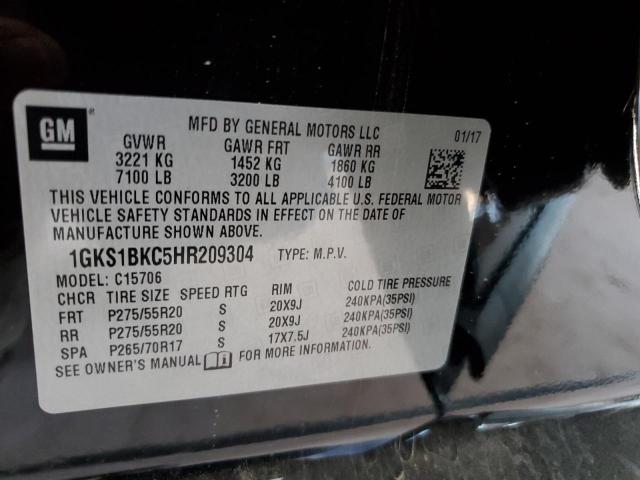 GM
MFD BY GENERAL MOTORS LLC 01/17
GVWR GAWR FRT GAWR RR
3221 KG 1452 KG 1860 KG
7100 LB 3200 LB 4100 LB
THIS VEHICLE CONFORMS TO ALL APPLICABLE U.S. FEDERAL MOTOR
VEHICLE SAFETY STANDARDS IN EFFECT ON THE DATE OF
MANUFACTURE SHOWN ABOVE.
1GKS1BKC5HR209304 TYPE: M.P.V.
MODEL: C15706
CHCR TIRE SIZE SPEED RTG RIM COLD TIRE PRESSURE
FRT P275/55R20 S 20X9J 240KPA(35PSI)
RR P275/55R20 S 20X9J 240KPA(35PSI)
SPA P265/70R17 S 17X7.5J 240KPA(35PSI)
SEE OWNER'S MANUAL FOR MORE INFORMATION.